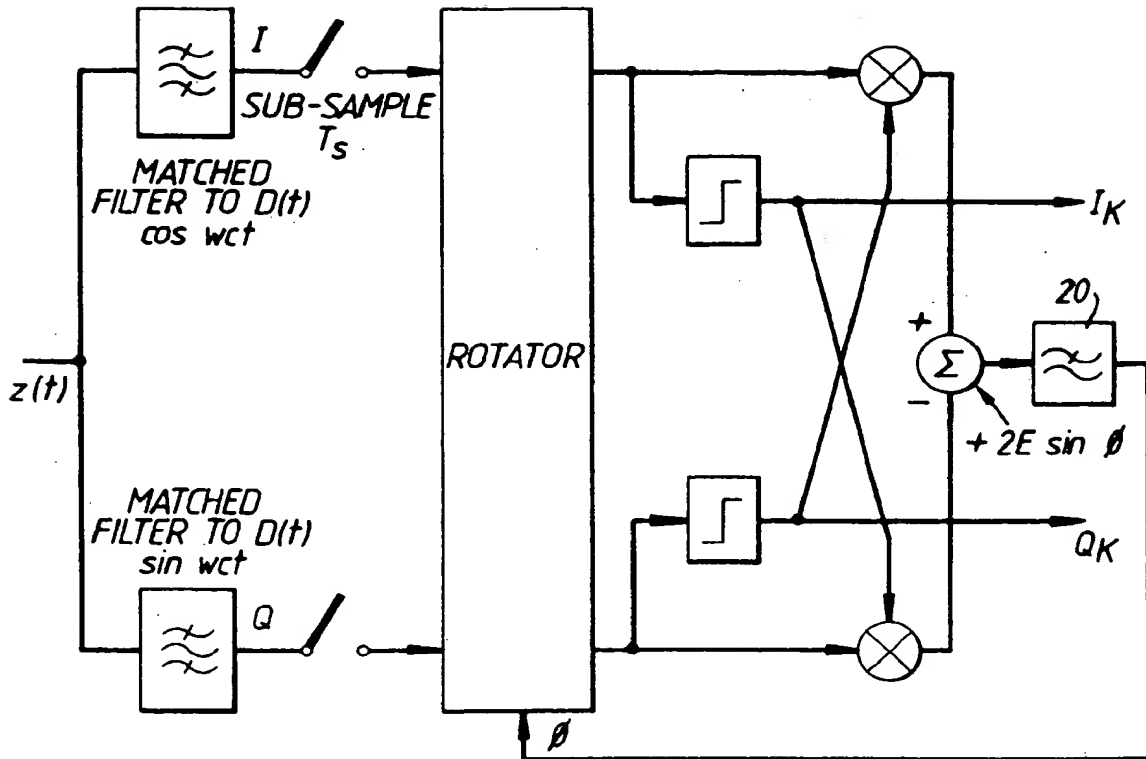 I
SUB-SAMPLE
Ts
MATCHED
FILTER TO D(t)
cos wct
ROTATOR
IK
20
+
Σ
-
z(t)
+ 2E sin ø
MATCHED
FILTER TO D(t)
sin wct
QK
Q
ø